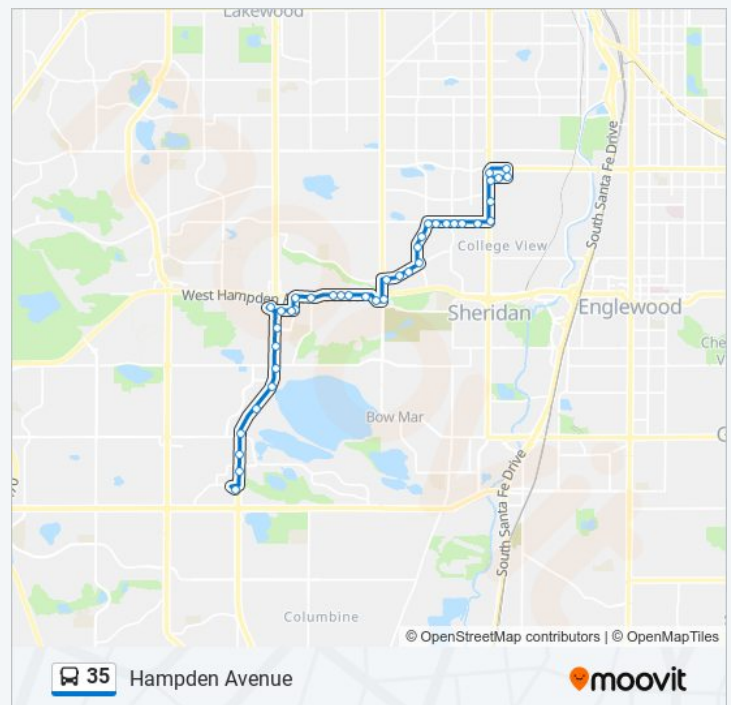 Lakewood
South Santa Fe Drive
College View
West Hampden
Sheridan
Englewood
Bow Mar
South Santa Fe Drive
Columbine
© OpenStreetMap contributors | © OpenMapTiles
35 Hampden Avenue
moovit